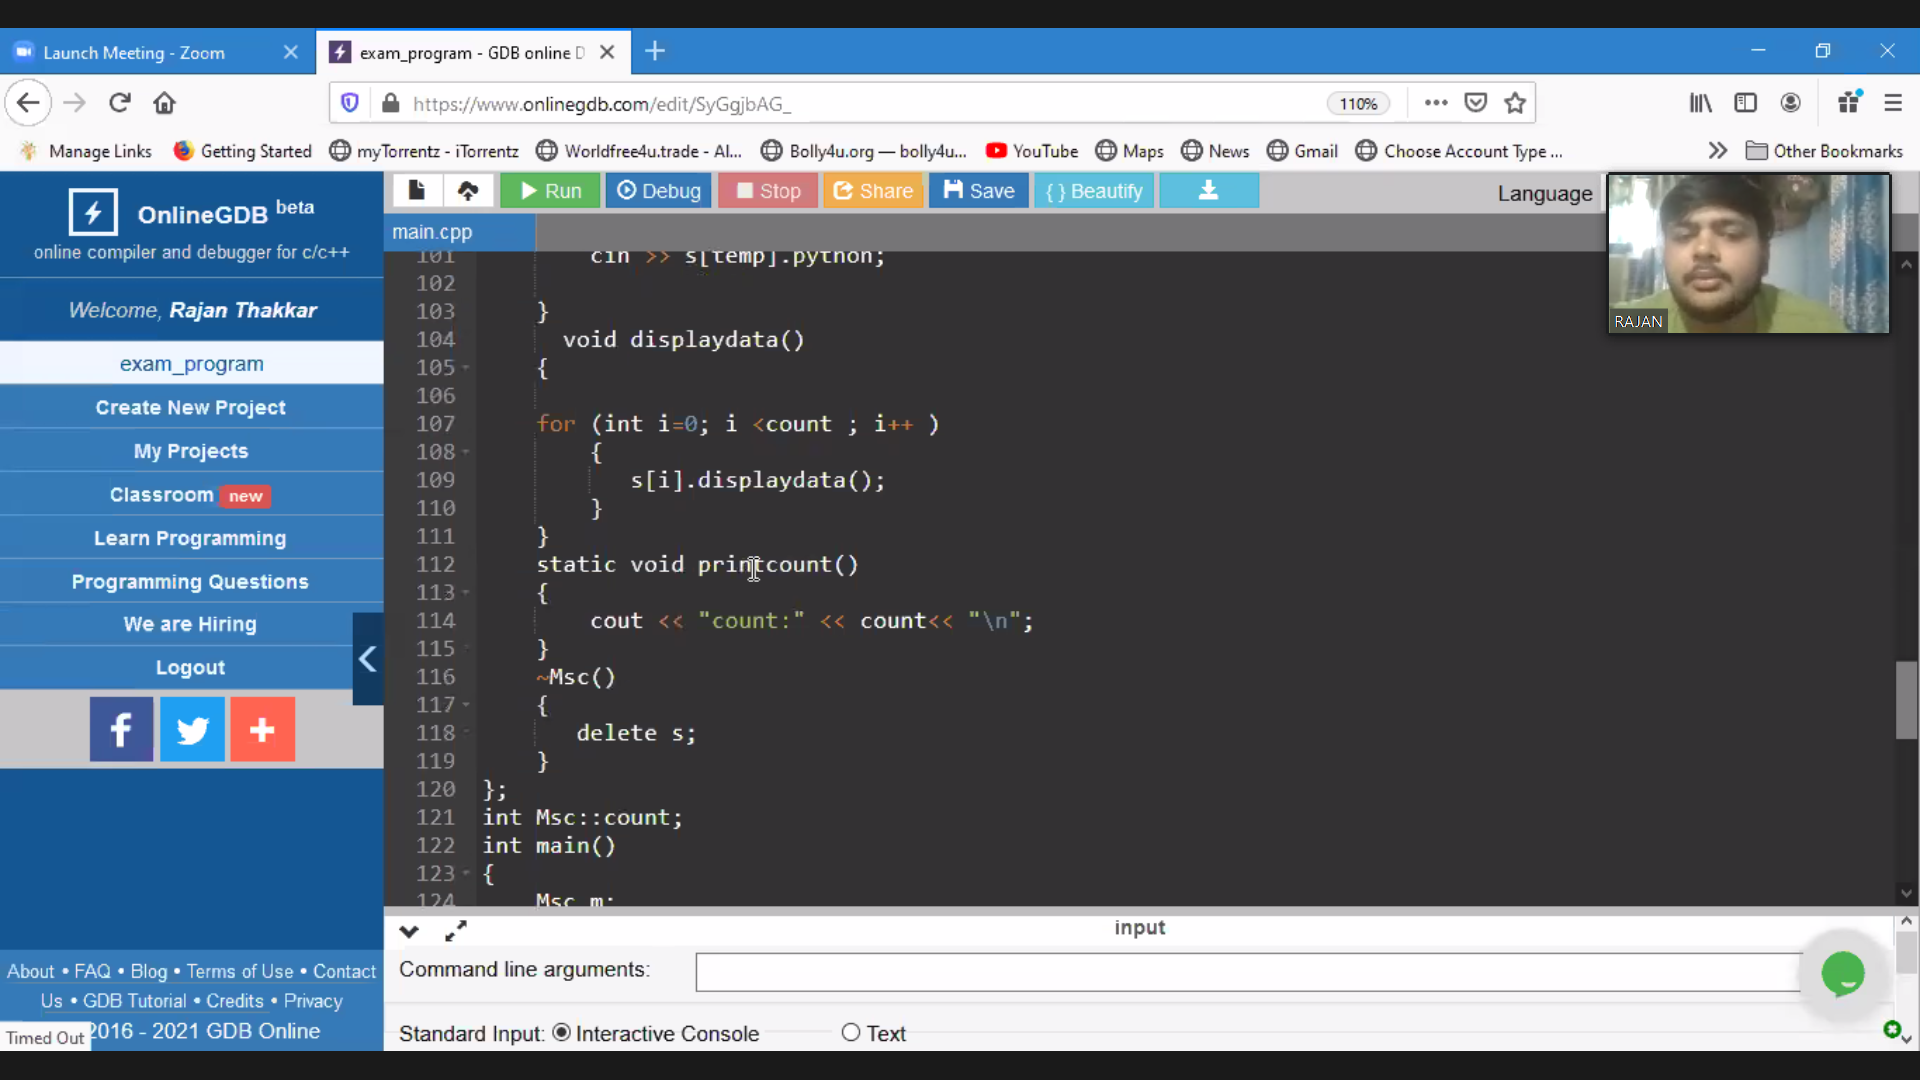 Launch Meeting - Zoom
exam_program - GDB online D
https://www.onlinegdb.com/edit/SyGgjbAG_
110%
Manage Links
Getting Started
myTorrentz - iTorrentz
Worldfree4u.trade - Al...
Bolly4u.org — bolly4u...
YouTube
Maps
News
Gmail
Choose Account Type ...
Other Bookmarks
OnlineGDB beta
online compiler and debugger for c/c++
Welcome, Rajan Thakkar
exam_program
Create New Project
My Projects
Classroom new
Learn Programming
Programming Questions
We are Hiring
Logout
About • FAQ • Blog • Terms of Use • Contact
Us • GDB Tutorial • Credits • Privacy
2016 - 2021 GDB Online
Timed Out
Run
Debug
Stop
Share
Save
{ } Beautify
Language
RAJAN
main.cpp
101 cin >> s[temp].python;
102
103 }
104 void displaydata()
105 {
106
107 for (int i=0; i <count ; i++ )
108 {
109 s[i].displaydata();
110 }
111 }
112 static void printcount()
113 {
114 cout << "count:" << count<< "\n";
115 }
116 ~Msc()
117 {
118 delete s;
119 }
120 };
121 int Msc::count;
122 int main()
123 {
124 Msc m;
input
Command line arguments:
Standard Input: Interactive Console Text